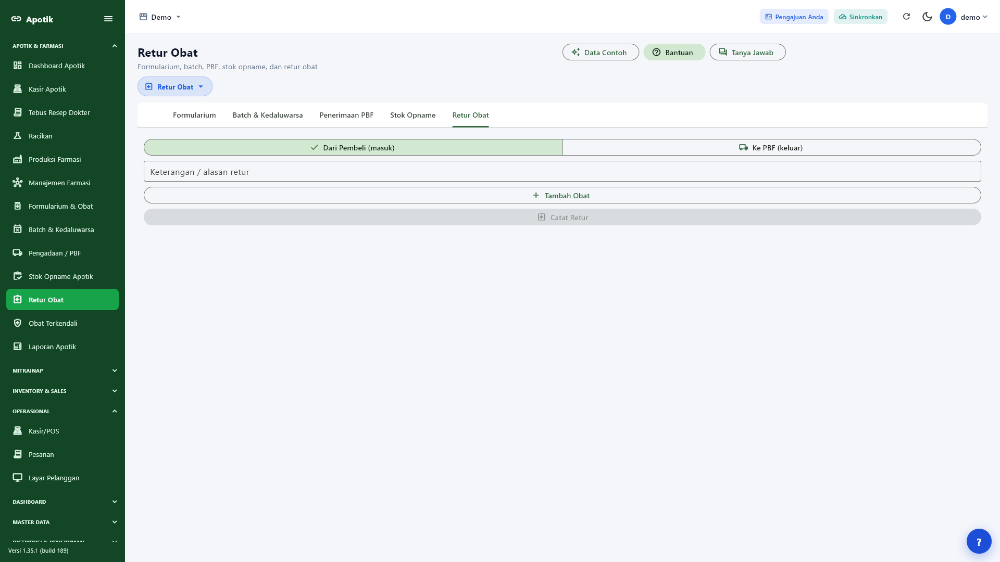 Apotik
APOTIK & FARMASI
Dashboard Apotik
Kasir Apotik
Tebus Resep Dokter
Racikan
Produksi Farmasi
Manajemen Farmasi
Formularium & Obat
Batch & Kedaluwarsa
Pengadaan / PBF
Stok Opname Apotik
Retur Obat
Obat Terkendali
Laporan Apotik
MITRAINAP
INVENTORY & SALES
OPERASIONAL
Kasir/POS
Pesanan
Layar Pelanggan
DASHBOARD
MASTER DATA
DISTRIBUSI & PENGIRIMAN
Versi 1.35.1 (build 189)
Demo
Pengajuan Anda
Sinkronkan
D
demo
Retur Obat
Formularium, batch, PBF, stok opname, dan retur obat
Data Contoh
Bantuan
Tanya Jawab
Retur Obat
Formularium
Batch & Kedaluwarsa
Penerimaan PBF
Stok Opname
Retur Obat
Dari Pembeli (masuk)
Ke PBF (keluar)
Keterangan / alasan retur
Tambah Obat
Catat Retur
?